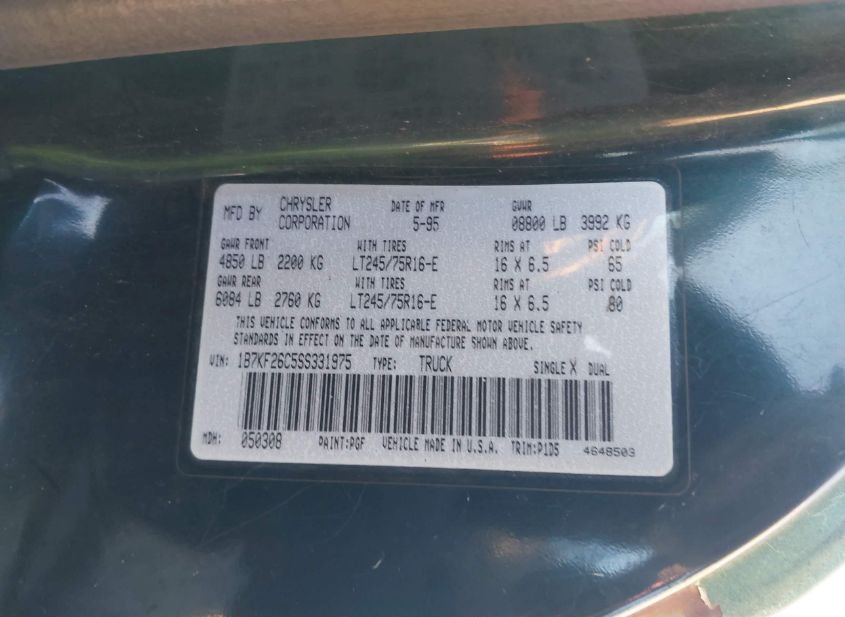 MFD BY CHRYSLER CORPORATION DATE OF MFR 5-95 GVWR 08800 LB 3992 KG
GAWR FRONT WITH TIRES RIMS AT PSI COLD
4850 LB 2200 KG LT245/75R16-E 16 X 6.5 65
GAWR REAR WITH TIRES RIMS AT PSI COLD
6084 LB 2760 KG LT245/75R16-E 16 X 6.5 80
THIS VEHICLE CONFORMS TO ALL APPLICABLE FEDERAL MOTOR VEHICLE SAFETY
STANDARDS IN EFFECT ON THE DATE OF MANUFACTURE SHOWN ABOVE.
VIN: 1B7KF26C5SS331975 TYPE: TRUCK SINGLE X DUAL
MDH: 050308 PAINT:PGF VEHICLE MADE IN U.S.A. TRIM:P1D5 4648503